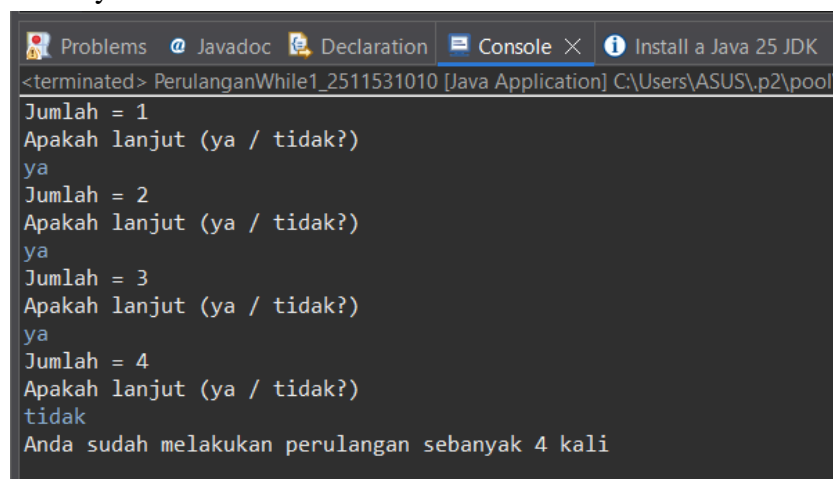 Problems @ Javadoc Declaration Console Install a Java 25 JDK
<terminated> PerulanganWhile1_2511531010 [Java Application] C:\Users\ASUS\.p2\pool\
Jumlah = 1
Apakah lanjut (ya / tidak?)
ya
Jumlah = 2
Apakah lanjut (ya / tidak?)
ya
Jumlah = 3
Apakah lanjut (ya / tidak?)
ya
Jumlah = 4
Apakah lanjut (ya / tidak?)
tidak
Anda sudah melakukan perulangan sebanyak 4 kali